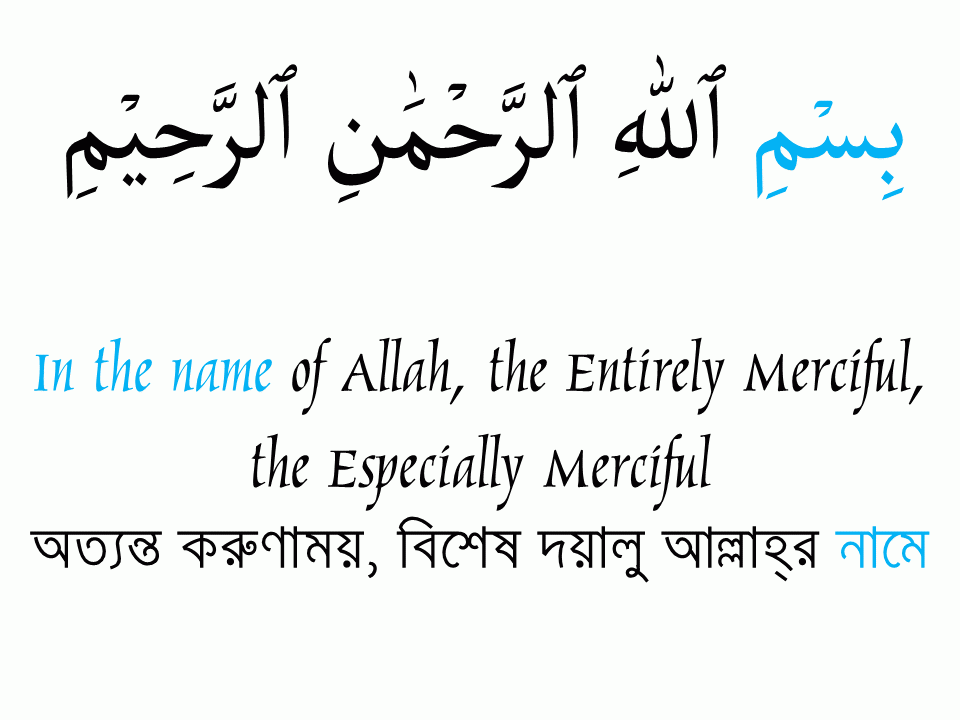 بِسْمِ ٱللَّهِ ٱلرَّحْمَٰنِ ٱلرَّحِيْمِ
In the name of Allah, the Entirely Merciful,
the Especially Merciful
অত্যন্ত করুণাময়, বিশেষ দয়ালু আল্লাহ্‌র নামে